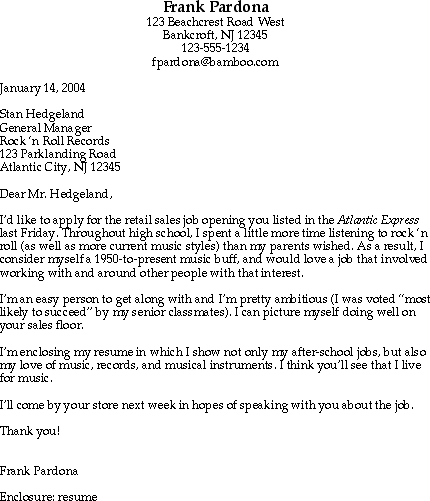 Frank Pardona
123 Beachcrest Road West
Bankcroft, NJ 12345
123-555-1234
fpardona@bamboo.com
January 14, 2004
Stan Hedgeland
General Manager
Rock ‘n Roll Records
123 Parklanding Road
Atlantic City, NJ 12345
Dear Mr. Hedgeland,
I’d like to apply for the retail sales job opening you listed in the Atlantic Express
last Friday. Throughout high school, I spent a little more time listening to rock ‘n
roll (as well as more current music styles) than my parents wished. As a result, I
consider myself a 1950-to-present music buff, and would love a job that involved
working with and around other people with that interest.
I’m an easy person to get along with and I’m pretty ambitious (I was voted “most
likely to succeed” by my senior classmates). I can picture myself doing well on
your sales floor.
I’m enclosing my resume in which I show not only my after-school jobs, but also
my love of music, records, and musical instruments. I think you’ll see that I live
for music.
I’ll come by your store next week in hopes of speaking with you about the job.
Thank you!
Frank Pardona
Enclosure: resume